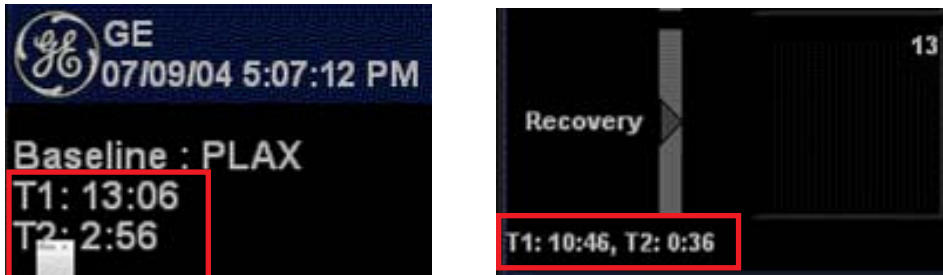 GE
GE
07/09/04 5:07:12 PM
Baseline : PLAX
T1: 13:06
T2: 2:56
13
Recovery
T1: 10:46, T2: 0:36